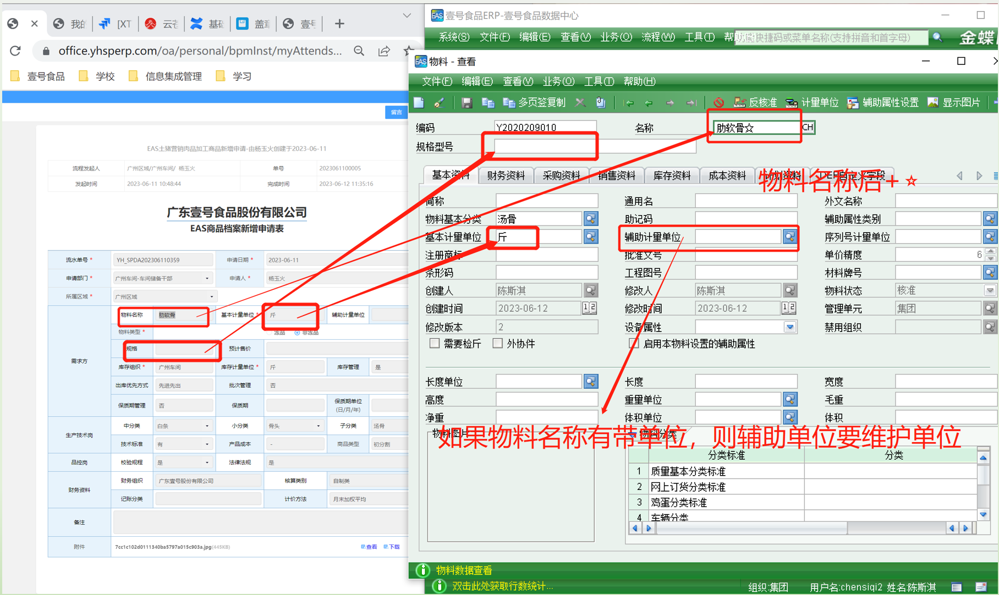 我的
[XT
云
基础
盖章
壹号
office.yhsperp.com/oa/personal/bpmInst/myAttends...
壹号食品 学校 信息集成管理 学习
留言
EAS土猪营销肉品加工商品新增申请-由杨玉火创建于2023-06-11
流程发起人 广州区域/广州车间/ 杨玉火 单号 2023061100005
发起时间 2023-06-11 10:48:44 完成时间 2023-06-12 11:35:16
广东壹号食品股份有限公司
EAS商品档案新增申请表
流水单号 * YH_SPDA202306110359 申请日期 * 2023-06-11
申请部门 * 广州车间-车间储备干部 申请人 * 杨玉火
所属区域 * 广州区域
需求方
物料名称 肋软骨 基本计量单位 * 斤 辅助计量单位
物料类型 * 冻品 非冻品
规格 预计售价
库存组织 * 广州车间 库存计量单位 * 斤 库存管理 是
出库优先方式 先进先出 批次管理 否
保质期管理 否 保质期 保质期单位
(日/月/年)
生产技术岗
中分类 白条 小分类 骨头 子分类 汤骨
技术标准 有 产品成本 - 商品类型 初分割
品控岗 校验规程 是 法律法规 是
财务资料
财务组织 广东壹号股份有限公司 核算类别 自制类
记账分类 计价方法 月末加权平均
备注
附件 7cc1c102d0111340ba5797a015c903a.jpg(445KB) 查看 下载
EAS 壹号食品ERP-壹号食品数据中心
系统(S) 文件(F) 编辑(E) 查看(V) 业务(O) 流程(W) 工具(T) 帮助
快捷码或菜单名称(支持拼音和首字母) 金蝶
EAS 物料 - 查看
文件(F) 编辑(E) 查看(V) 业务(O) 工具(T) 帮助(H)
多页签复制 反核准 计量单位 辅助属性设置 显示图片
编码 Y2020209010 名称 肋软骨☆ CH
规格型号
基本资料 财务资料 采购资料 销售资料 库存资料 成本资料 计划资料 DEP自定义字段
物料名称后+☆
简称 通用名 外文名称
物料基本分类 汤骨 助记码 辅助属性类别
基本计量单位 斤 辅助计量单位 序列号计量单位
注册商标 批准文号 单价精度 6
条形码 工程图号 材料牌号
创建人 陈斯淇 修改人 陈斯淇 物料状态 核准
创建时间 2023-06-12 12 修改时间 2023-06-12 12 管理单元 集团
修改版本 2 设备属性 禁用组织
需要检斤 外协件 启用本物料设置的辅助属性
长度单位 长度 宽度
高度 重量单位 毛重
净重 体积单位 体积
物料图片 物料分类
如果物料名称有带单位，则辅助单位要维护单位
分类标准 分类
1 质量基本分类标准
2 网上订货分类标准
3 鸡蛋分类标准
4 车辆分类
物料数据查看
双击此处获取行数统计...
组织:集团 用户名:chensiqi2 姓名:陈斯淇